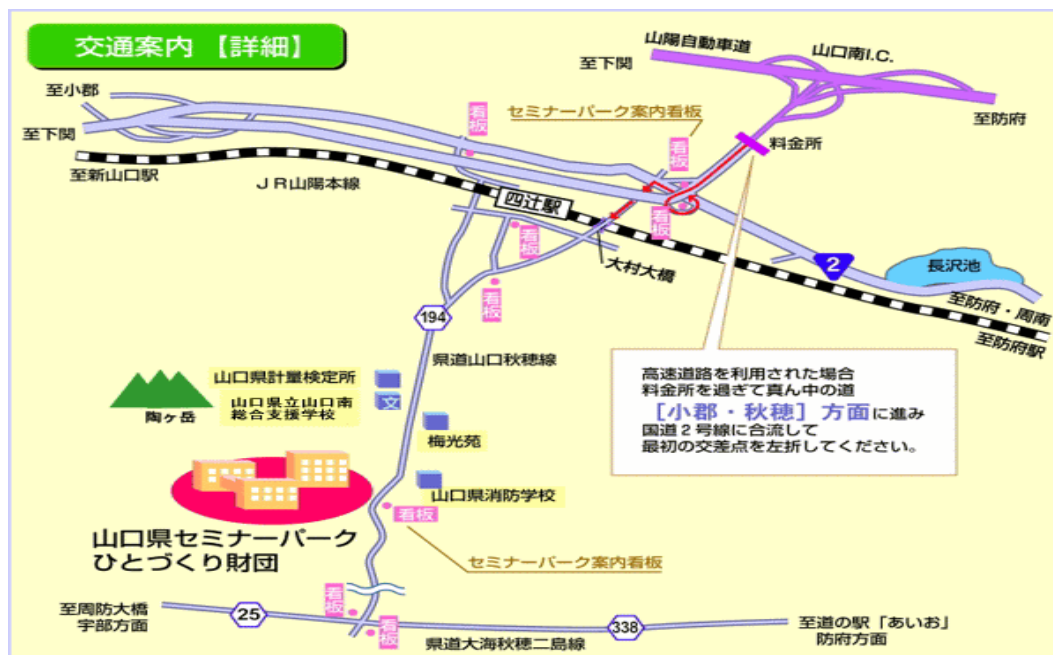 交通案内 【詳細】
山陽自動車道
山口南I.C.
至下関
至防府
至小郡
至下関
至新山口駅
JR山陽本線
看板
セミナーパーク案内看板
看板
料金所
四辻駅
看板
看板
大村大橋
看板
2
長沢池
至防府・周南
至防府駅
194
県道山口秋穂線
高速道路を利用された場合
料金所を過ぎて真ん中の道
[小郡・秋穂] 方面に進み
国道2号線に合流して
最初の交差点を左折してください。
陶ヶ岳
山口県計量検定所
山口県立山口南
総合支援学校
文
梅光苑
山口県消防学校
看板
山口県セミナーパーク
ひとづくり財団
セミナーパーク案内看板
至周防大橋
宇部方面
25
看板
看板
県道大海秋穂二島線
338
至道の駅「あいお」
防府方面